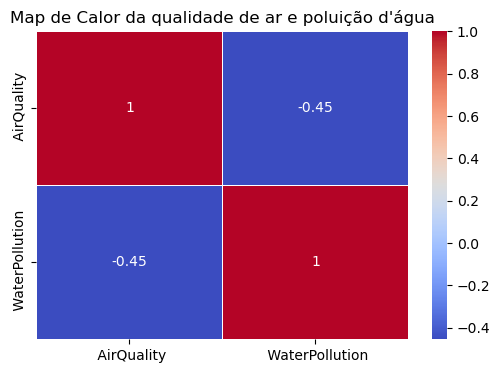 Map de Calor da qualidade de ar e poluição d'água
AirQuality
WaterPollution
1
-0.45
-0.45
1
AirQuality
WaterPollution
1.0
0.8
0.6
0.4
0.2
0.0
−0.2
−0.4